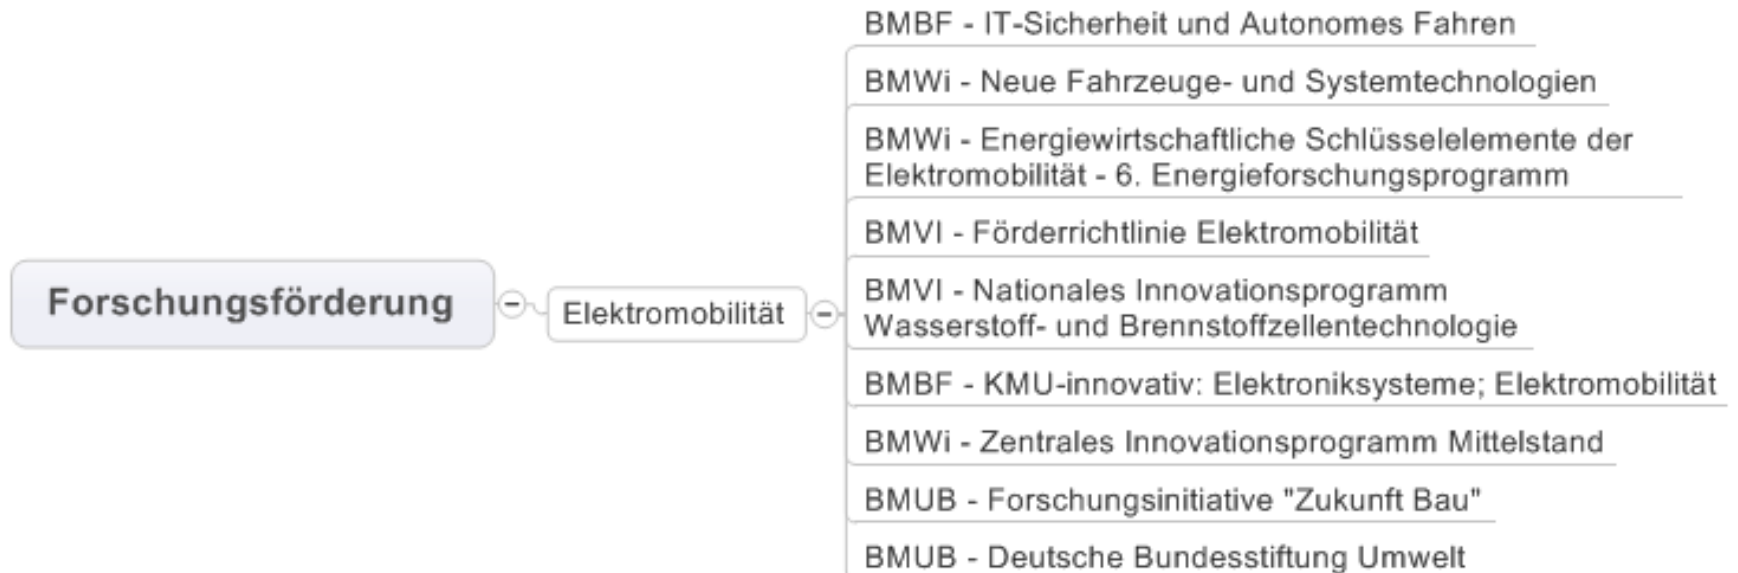 BMBF - IT-Sicherheit und Autonomes Fahren
BMWi - Neue Fahrzeuge- und Systemtechnologien
BMWi - Energiewirtschaftliche Schlüsselelemente der
Elektromobilität - 6. Energieforschungsprogramm
BMVI - Förderrichtlinie Elektromobilität
Forschungsförderung
Elektromobilität
BMVI - Nationales Innovationsprogramm
Wasserstoff- und Brennstoffzellentechnologie
BMBF - KMU-innovativ: Elektroniksysteme; Elektromobilität
BMWi - Zentrales Innovationsprogramm Mittelstand
BMUB - Forschungsinitiative "Zukunft Bau"
BMUB - Deutsche Bundesstiftung Umwelt